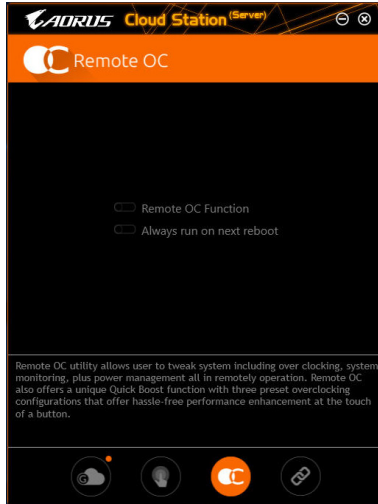 AORUS Cloud Station (Server)
Remote OC
Remote OC Function
Always run on next reboot
Remote OC utility allows user to tweak system including over clocking, system
monitoring, plus power management all in remotely operation. Remote OC
also offers a unique Quick Boost function with three preset overclocking
configurations that offer hassle-free performance enhancement at the touch
of a button.
G